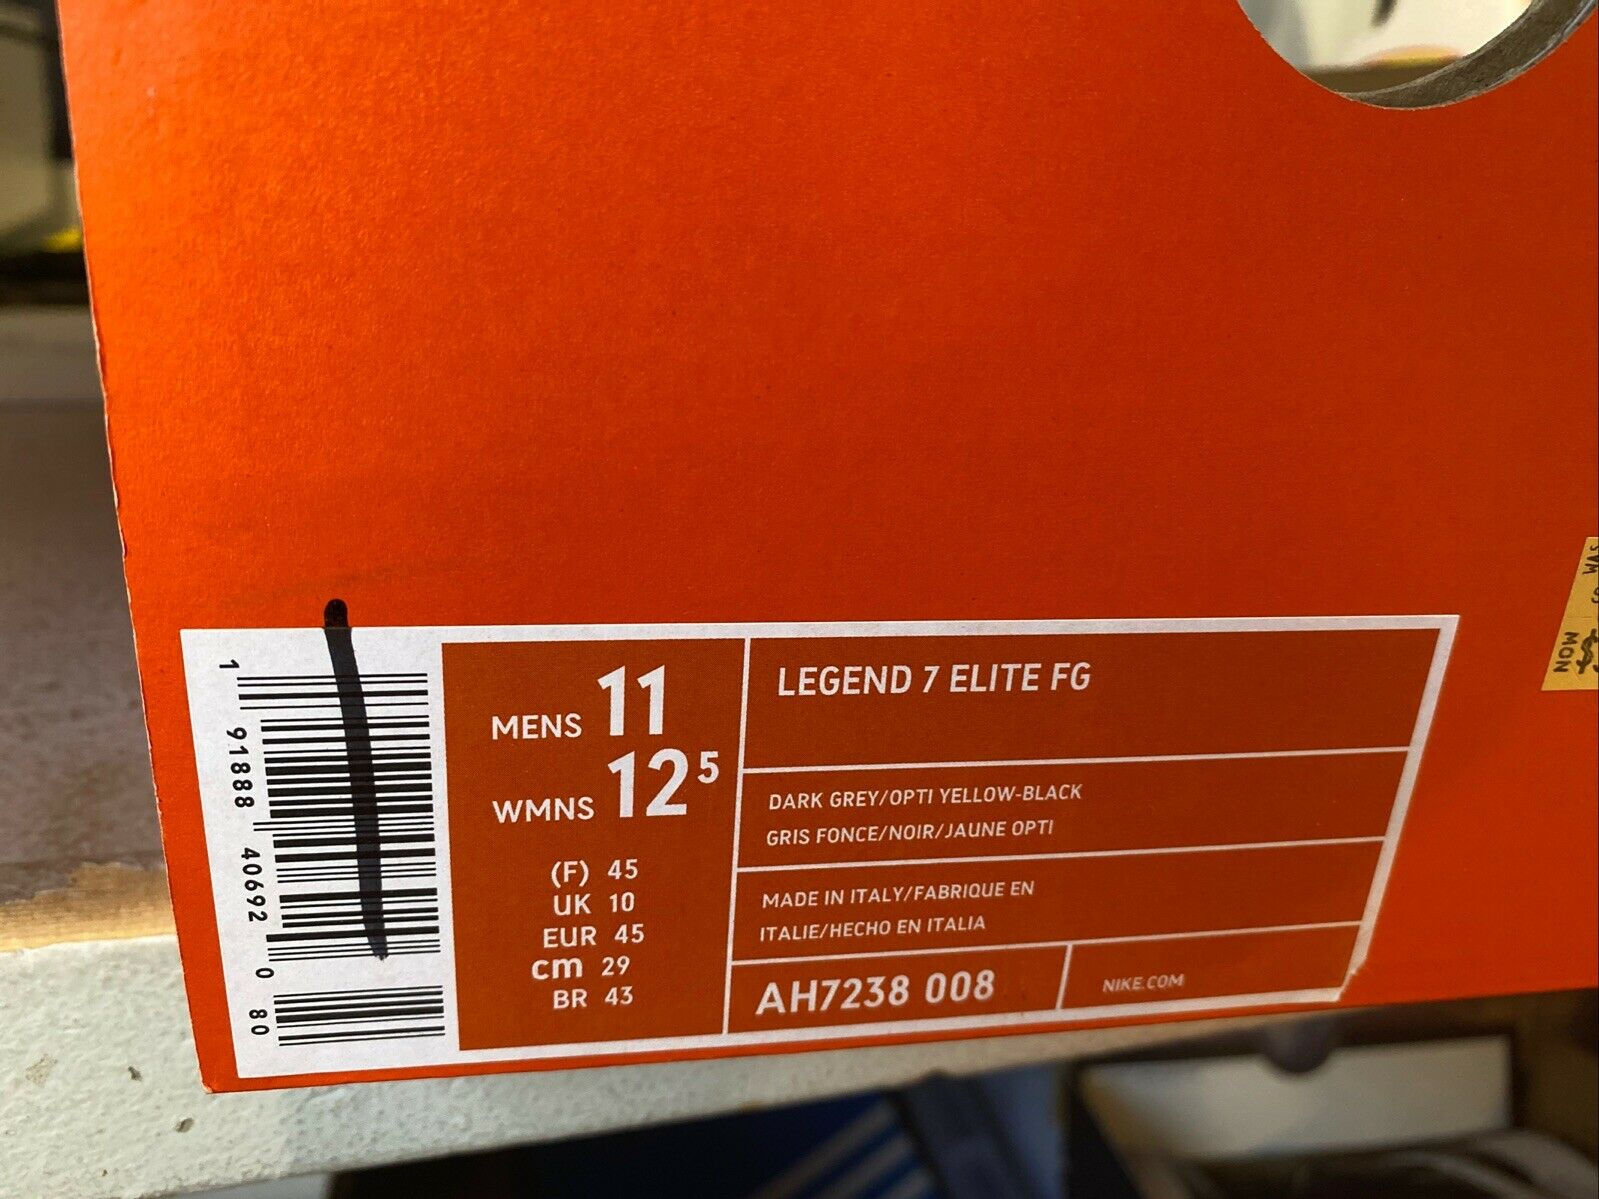 1 91888 40692 0 80
MENS 11
WMNS 12⁵
(F) 45
UK 10
EUR 45
cm 29
BR 43
LEGEND 7 ELITE FG
DARK GREY/OPTI YELLOW-BLACK
GRIS FONCE/NOIR/JAUNE OPTI
MADE IN ITALY/FABRIQUE EN
ITALIE/HECHO EN ITALIA
AH7238 008
NIKE.COM
WAS
MON